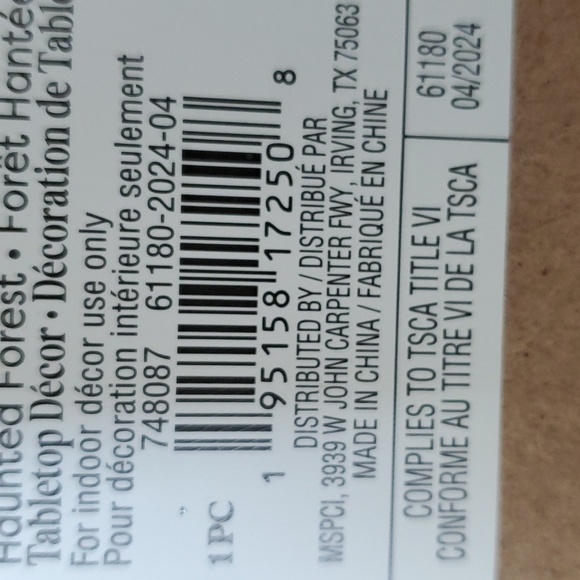 Haunted Forest • Forêt Hantée
Tabletop Décor • Décoration de Table
For indoor décor use only
Pour décoration intérieure seulement
748087 61180-2024-04
1 PC
1 95158 17250 8
DISTRIBUTED BY / DISTRIBUÉ PAR
MSPCI, 3939 W JOHN CARPENTER FWY, IRVING, TX 75063
MADE IN CHINA / FABRIQUÉ EN CHINE
COMPLIES TO TSCA TITLE VI
CONFORME AU TITRE VI DE LA TSCA
61180
04/2024